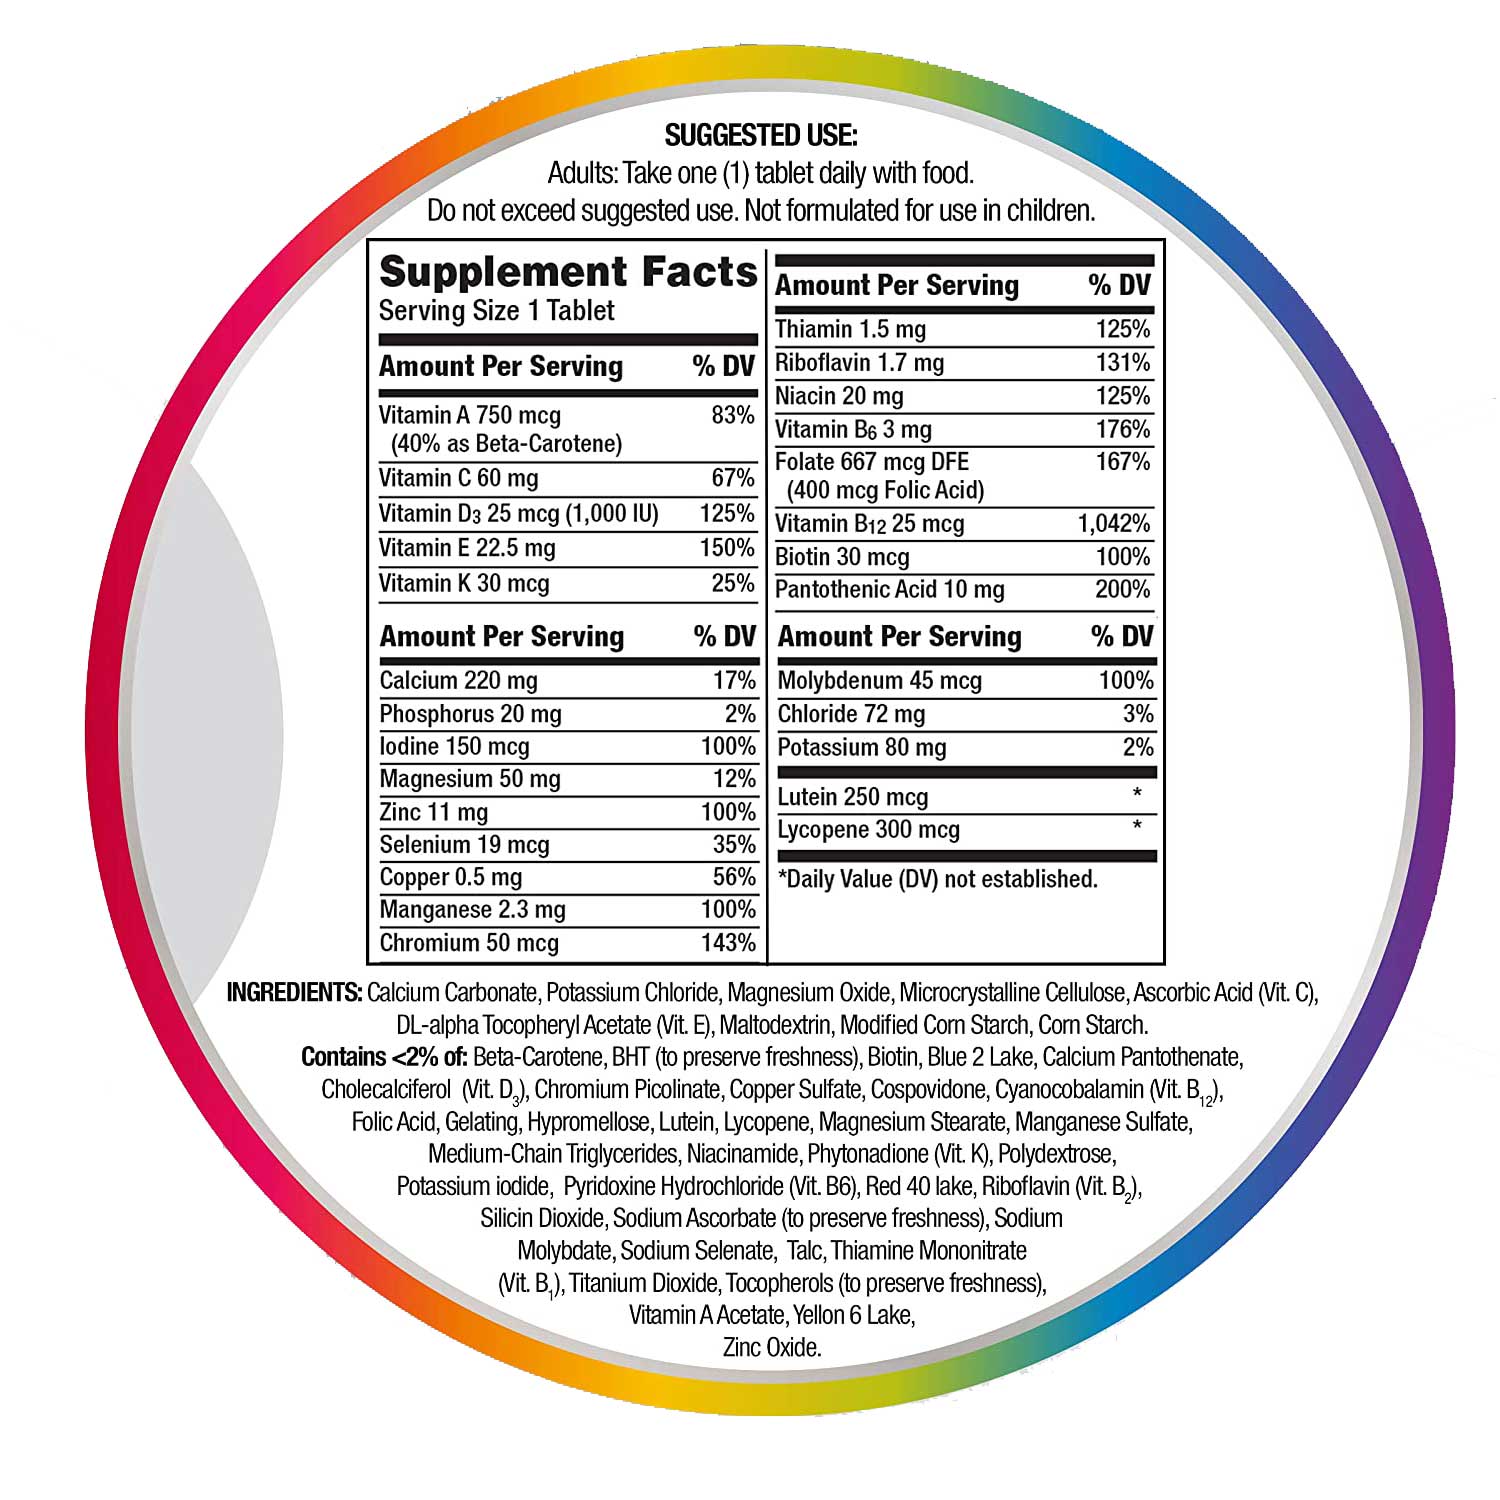 SUGGESTED USE:
Adults: Take one (1) tablet daily with food.
Do not exceed suggested use. Not formulated for use in children.
Supplement Facts
Serving Size 1 Tablet
Amount Per Serving % DV
Vitamin A 750 mcg 83%
(40% as Beta-Carotene)
Vitamin C 60 mg 67%
Vitamin D3 25 mcg (1,000 IU) 125%
Vitamin E 22.5 mg 150%
Vitamin K 30 mcg 25%
Amount Per Serving % DV
Calcium 220 mg 17%
Phosphorus 20 mg 2%
Iodine 150 mcg 100%
Magnesium 50 mg 12%
Zinc 11 mg 100%
Selenium 19 mcg 35%
Copper 0.5 mg 56%
Manganese 2.3 mg 100%
Chromium 50 mcg 143%
Amount Per Serving % DV
Thiamin 1.5 mg 125%
Riboflavin 1.7 mg 131%
Niacin 20 mg 125%
Vitamin B6 3 mg 176%
Folate 667 mcg DFE 167%
(400 mcg Folic Acid)
Vitamin B12 25 mcg 1,042%
Biotin 30 mcg 100%
Pantothenic Acid 10 mg 200%
Amount Per Serving % DV
Molybdenum 45 mcg 100%
Chloride 72 mg 3%
Potassium 80 mg 2%
Lutein 250 mcg *
Lycopene 300 mcg *
*Daily Value (DV) not established.
INGREDIENTS: Calcium Carbonate, Potassium Chloride, Magnesium Oxide, Microcrystalline Cellulose, Ascorbic Acid (Vit. C),
DL-alpha Tocopheryl Acetate (Vit. E), Maltodextrin, Modified Corn Starch, Corn Starch.
Contains <2% of: Beta-Carotene, BHT (to preserve freshness), Biotin, Blue 2 Lake, Calcium Pantothenate,
Cholecalciferol (Vit. D3), Chromium Picolinate, Copper Sulfate, Cospovidone, Cyanocobalamin (Vit. B12),
Folic Acid, Gelating, Hypromellose, Lutein, Lycopene, Magnesium Stearate, Manganese Sulfate,
Medium-Chain Triglycerides, Niacinamide, Phytonadione (Vit. K), Polydextrose,
Potassium iodide, Pyridoxine Hydrochloride (Vit. B6), Red 40 lake, Riboflavin (Vit. B2),
Silicin Dioxide, Sodium Ascorbate (to preserve freshness), Sodium
Molybdate, Sodium Selenate, Talc, Thiamine Mononitrate
(Vit. B1), Titanium Dioxide, Tocopherols (to preserve freshness),
Vitamin A Acetate, Yellon 6 Lake,
Zinc Oxide.